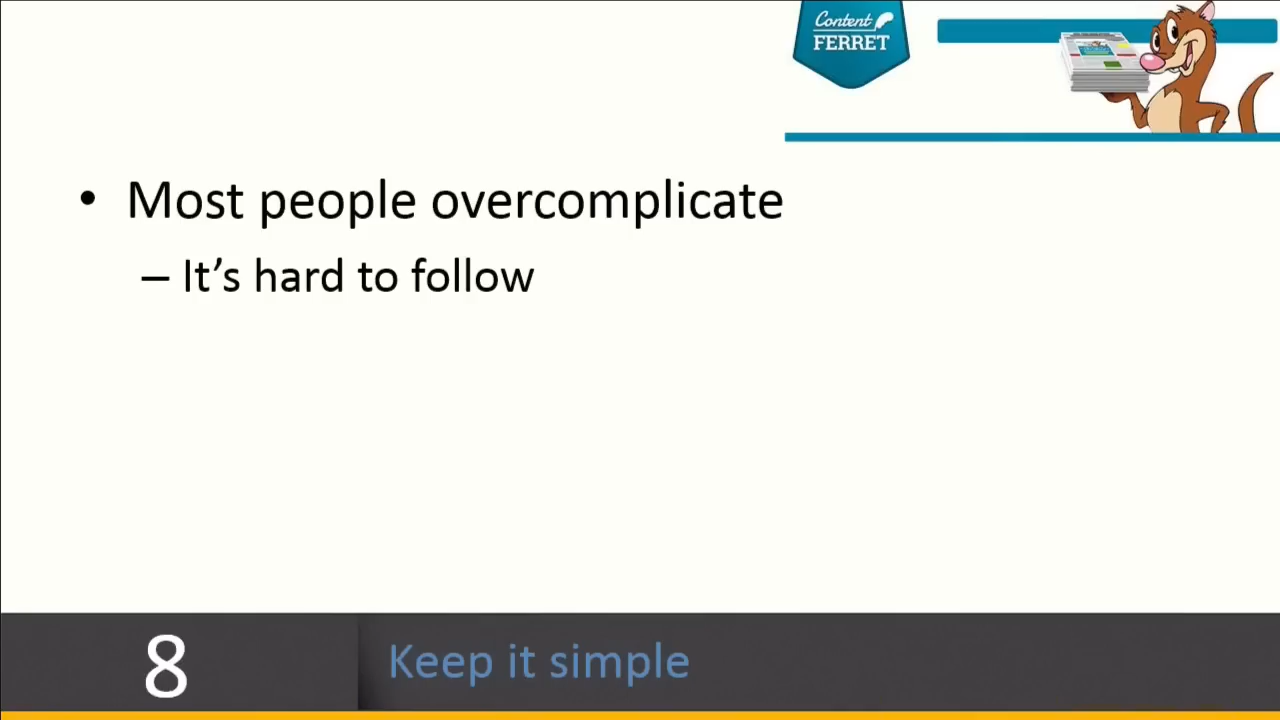 Content
FERRET
• Most people overcomplicate
– It’s hard to follow
8
Keep it simple